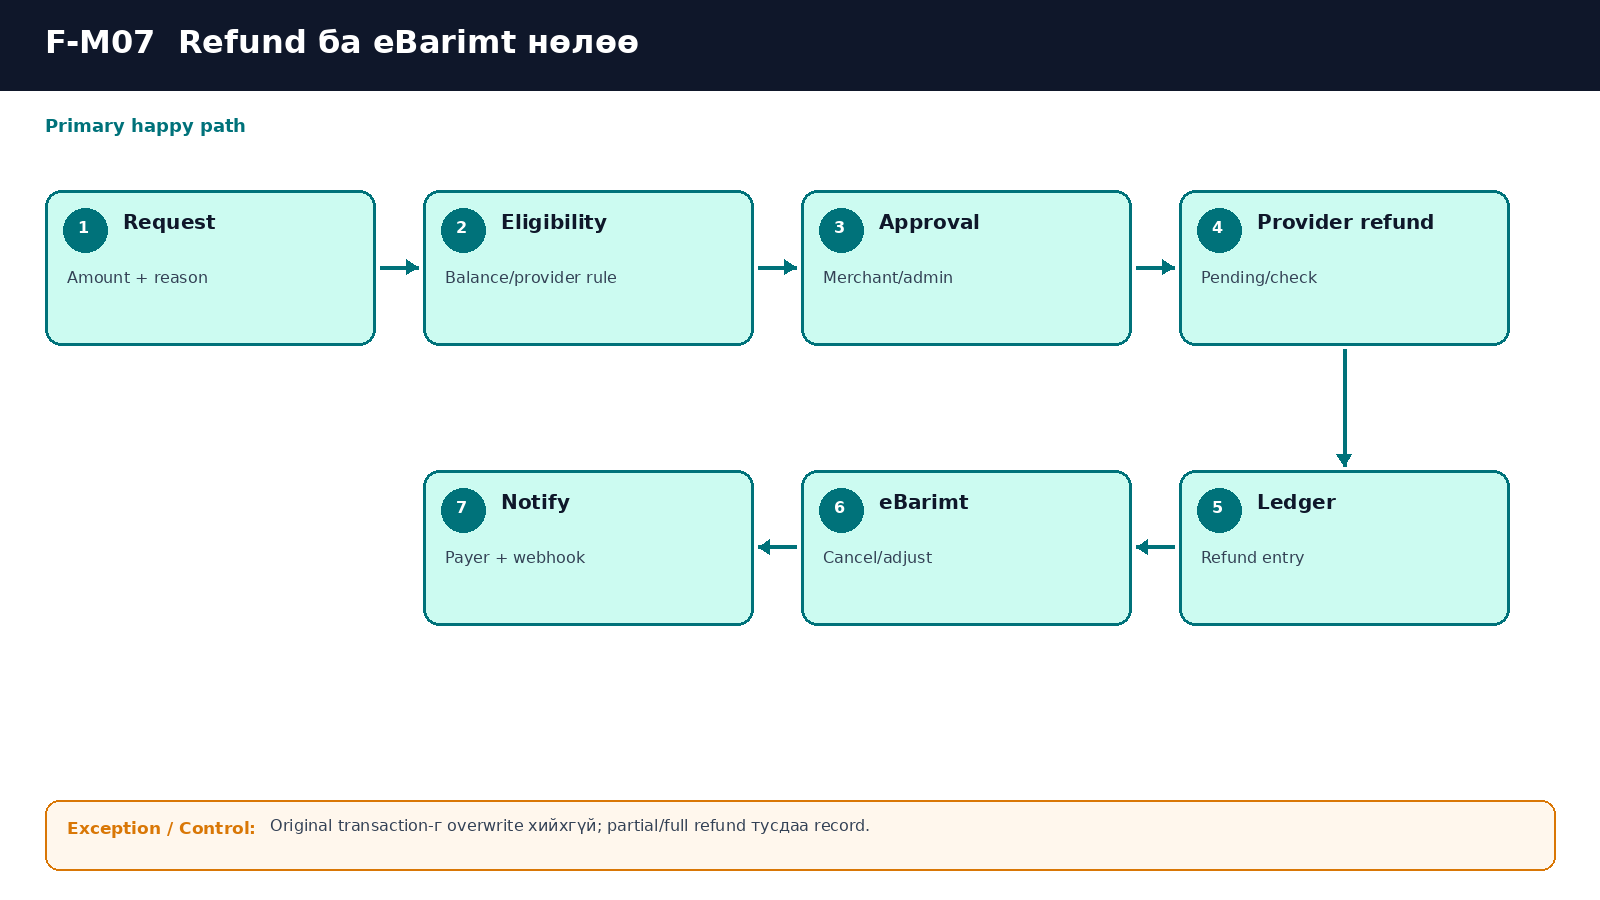 F-M07  Refund ба eBarimt нөлөө
Primary happy path
1 Request
Amount + reason
2 Eligibility
Balance/provider rule
3 Approval
Merchant/admin
4 Provider refund
Pending/check
5 Ledger
Refund entry
6 eBarimt
Cancel/adjust
7 Notify
Payer + webhook
Exception / Control: Original transaction-г overwrite хийхгүй; partial/full refund тусдаа record.